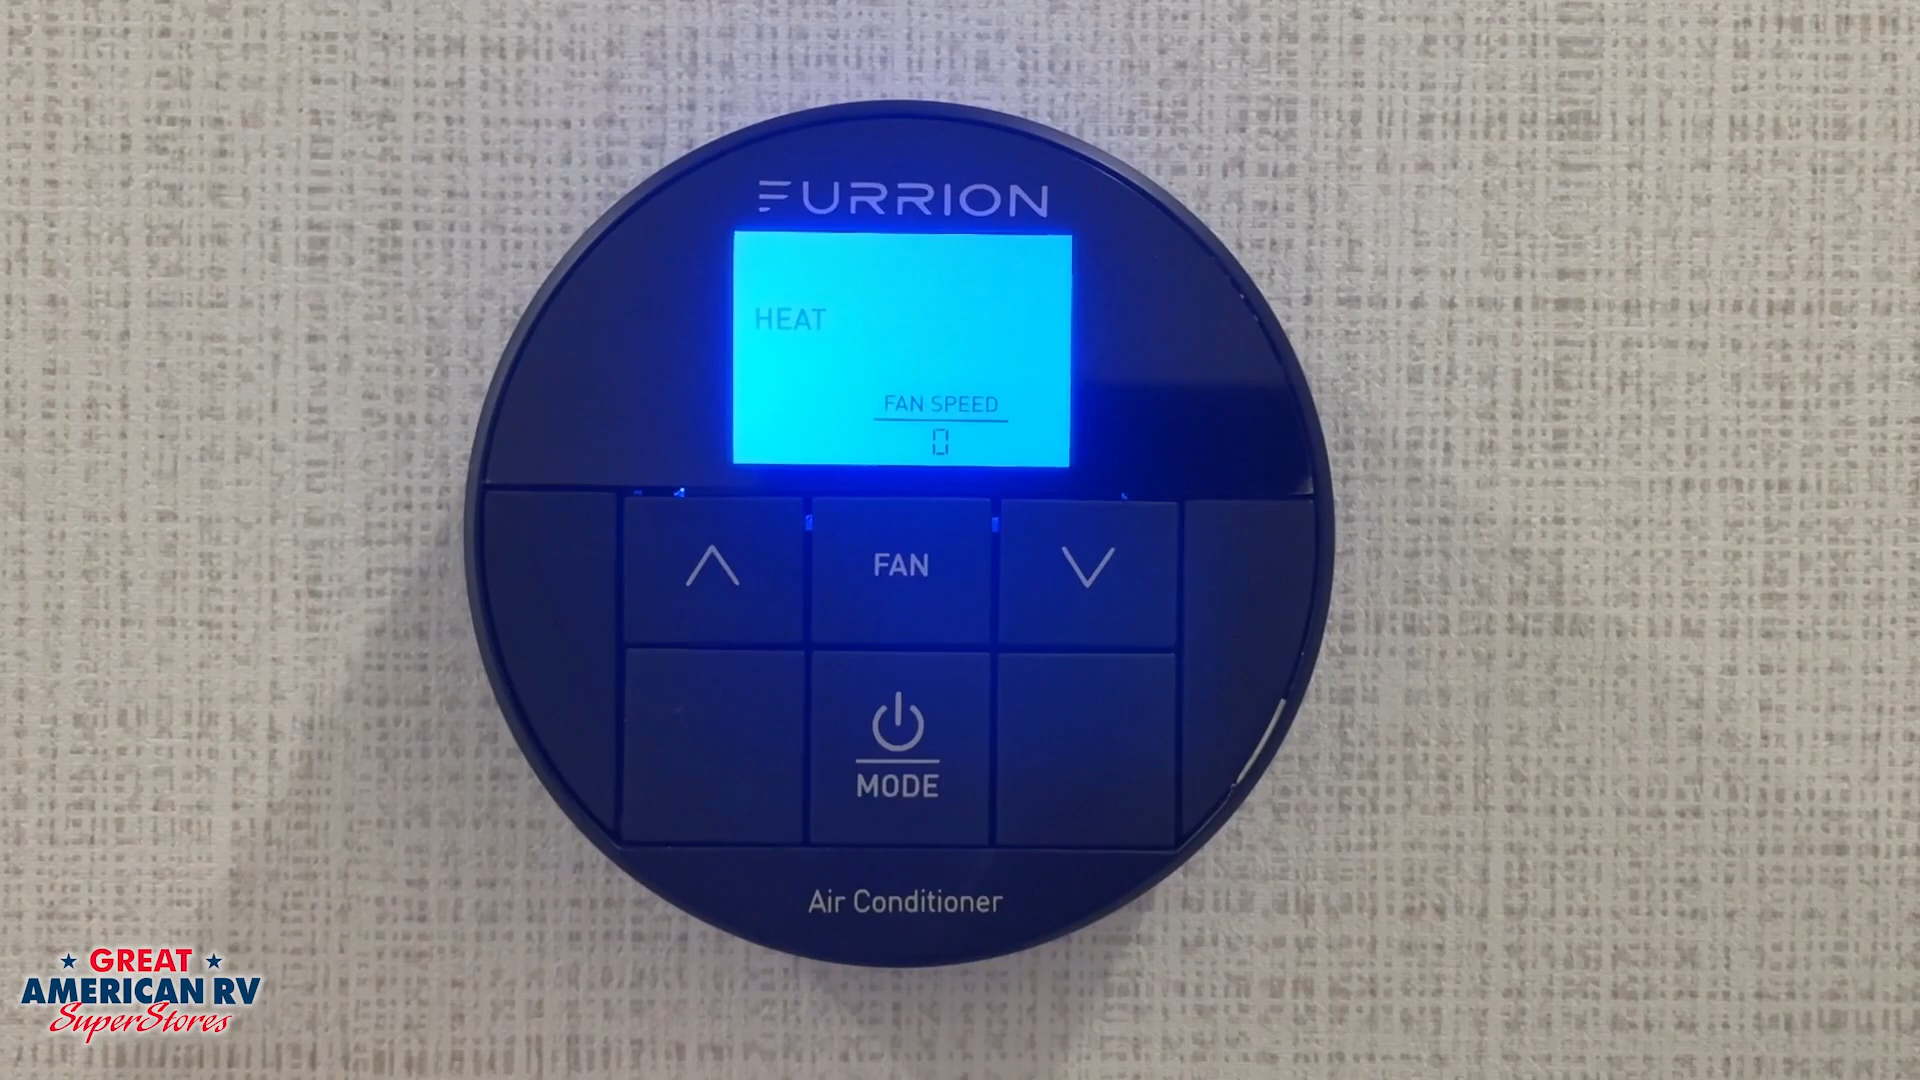 FURRION
HEAT
FAN SPEED
0
FAN
MODE
Air Conditioner
GREAT
AMERICAN RV
SuperStores